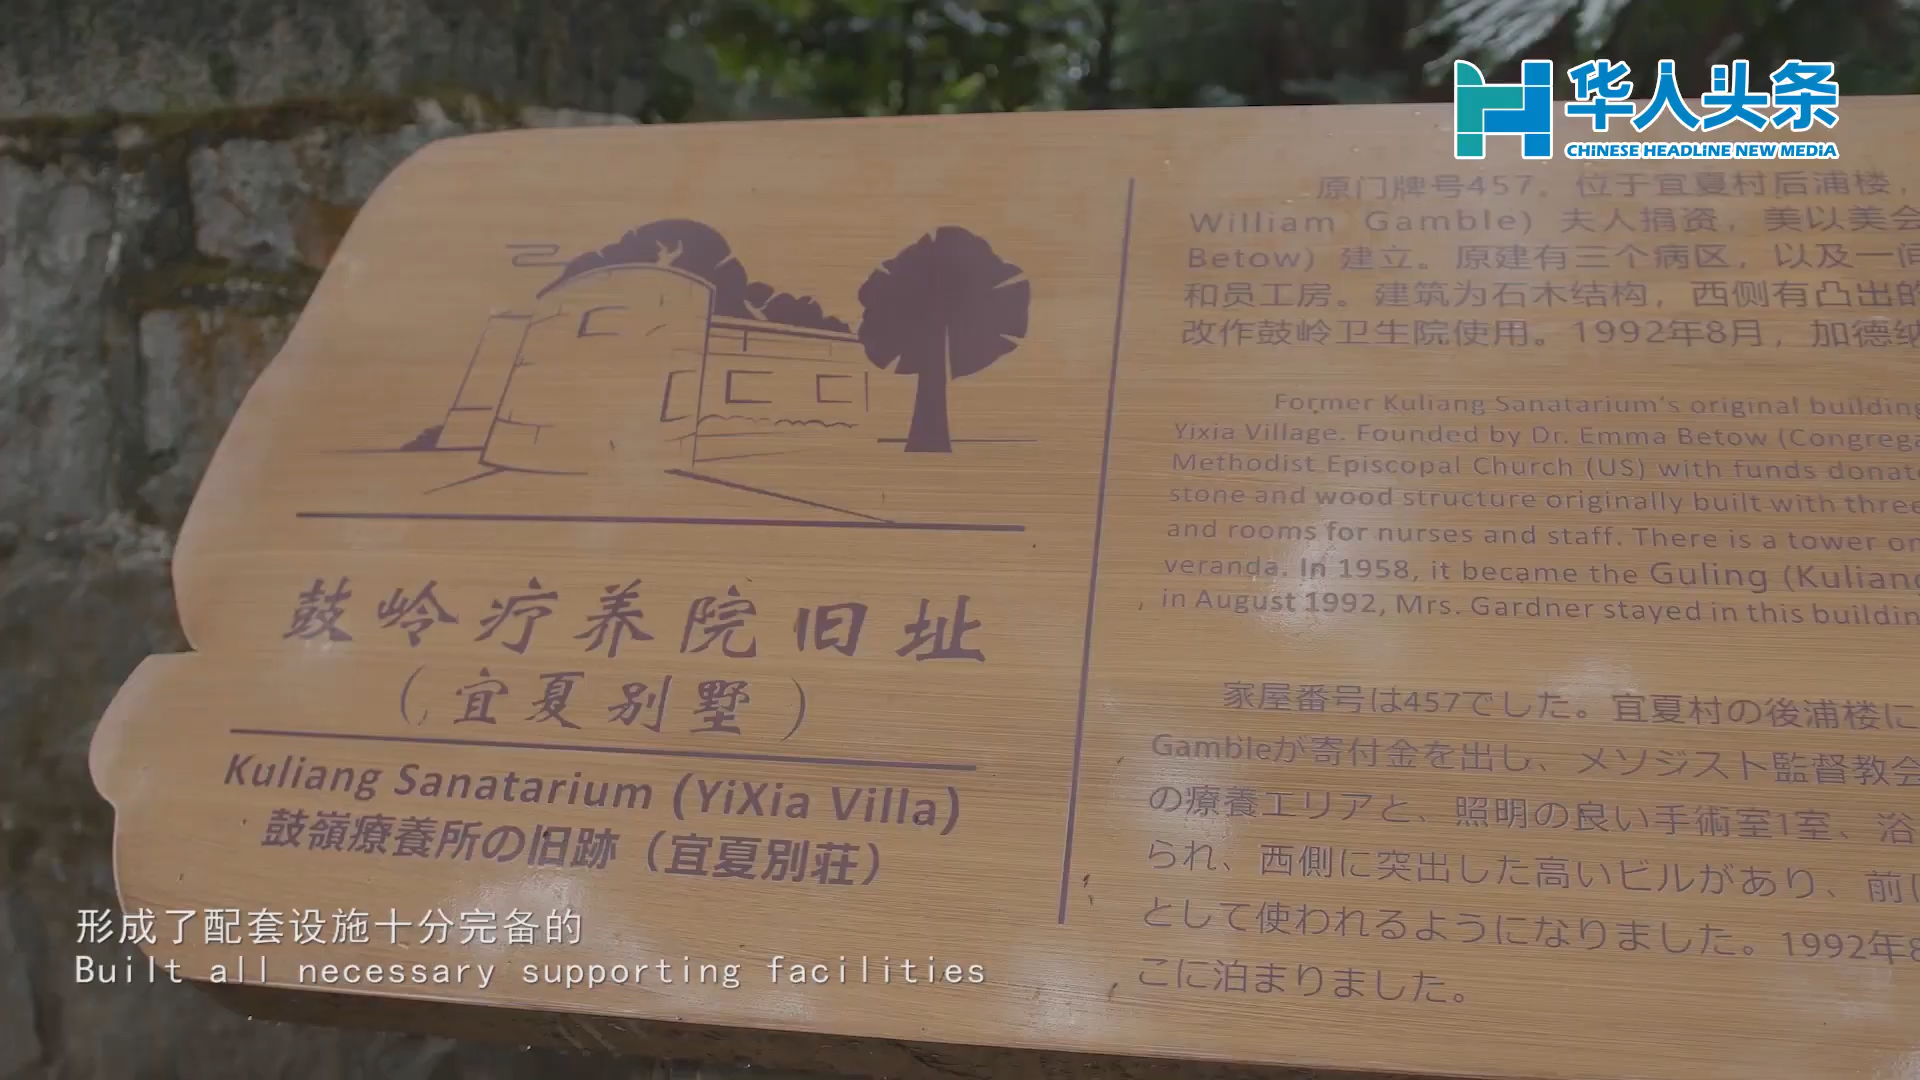 华人头条
CHINESE HEADLINE NEW MEDIA
鼓岭疗养院旧址
(宜夏别墅)
Kuliang Sanatarium (YiXia Villa)
鼓嶺療養所の旧跡（宜夏別荘）
原门牌号457，位于宜夏村后浦楼，
William Gamble) 夫人捐资，美以美会
Betow) 建立。原建有三个病区，以及一间
和员工房。建筑为石木结构，西侧有凸出的
改作鼓岭卫生院使用。1992年8月，加德纳
Former Kuliang Sanatarium's original building
Yixia Village. Founded by Dr. Emma Betow (Congrega
Methodist Episcopal Church (US) with funds donate
stone and wood structure originally built with three
and rooms for nurses and staff. There is a tower on
veranda. In 1958, it became the Guling (Kuliang
in August 1992, Mrs. Gardner stayed in this buildin
家屋番号は457でした。宜夏村の後浦楼に
Gambleが寄付金を出し、メソジスト監督教会
の療養エリアと、照明の良い手術室1室、浴
られ、西側に突出した高いビルがあり、前に
として使われるようになりました。1992年8
こに泊まりました。
形成了配套设施十分完备的
Built all necessary supporting facilities